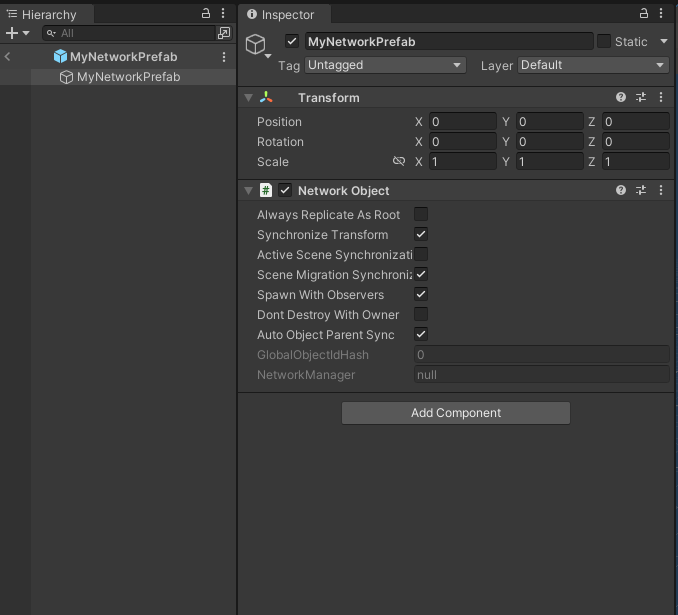 Hierarchy
All
MyNetworkPrefab
MyNetworkPrefab
Inspector
MyNetworkPrefab
Static
Tag Untagged Layer Default
Transform
Position X 0 Y 0 Z 0
Rotation X 0 Y 0 Z 0
Scale X 1 Y 1 Z 1
# Network Object
Always Replicate As Root
Synchronize Transform
Active Scene Synchronizati
Scene Migration Synchroniz
Spawn With Observers
Dont Destroy With Owner
Auto Object Parent Sync
GlobalObjectIdHash 0
NetworkManager null
Add Component